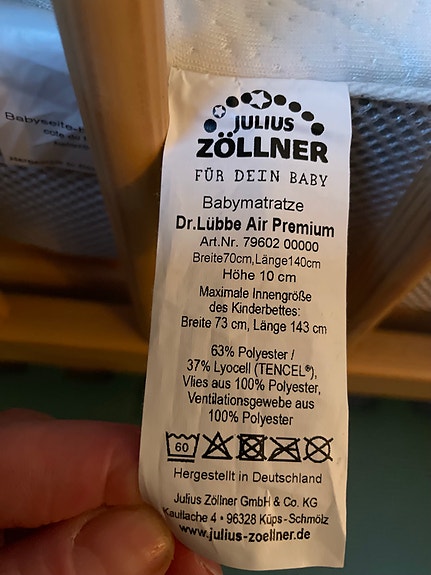 JULIUS
ZÖLLNER
FÜR DEIN BABY
Babymatratze
Dr.Lübbe Air Premium
Art.Nr. 79602 00000
Breite70cm,Länge140cm
Höhe 10 cm
Maximale Innengröße
des Kinderbettes:
Breite 73 cm, Länge 143 cm
63% Polyester /
37% Lyocell (TENCEL®),
Vlies aus 100% Polyester,
Ventilationsgewebe aus
100% Polyester
60
Hergestellt in Deutschland
Julius Zöllner GmbH & Co. KG
Kaullache 4 • 96328 Küps-Schmölz
www.julius-zoellner.de
Babyseite-